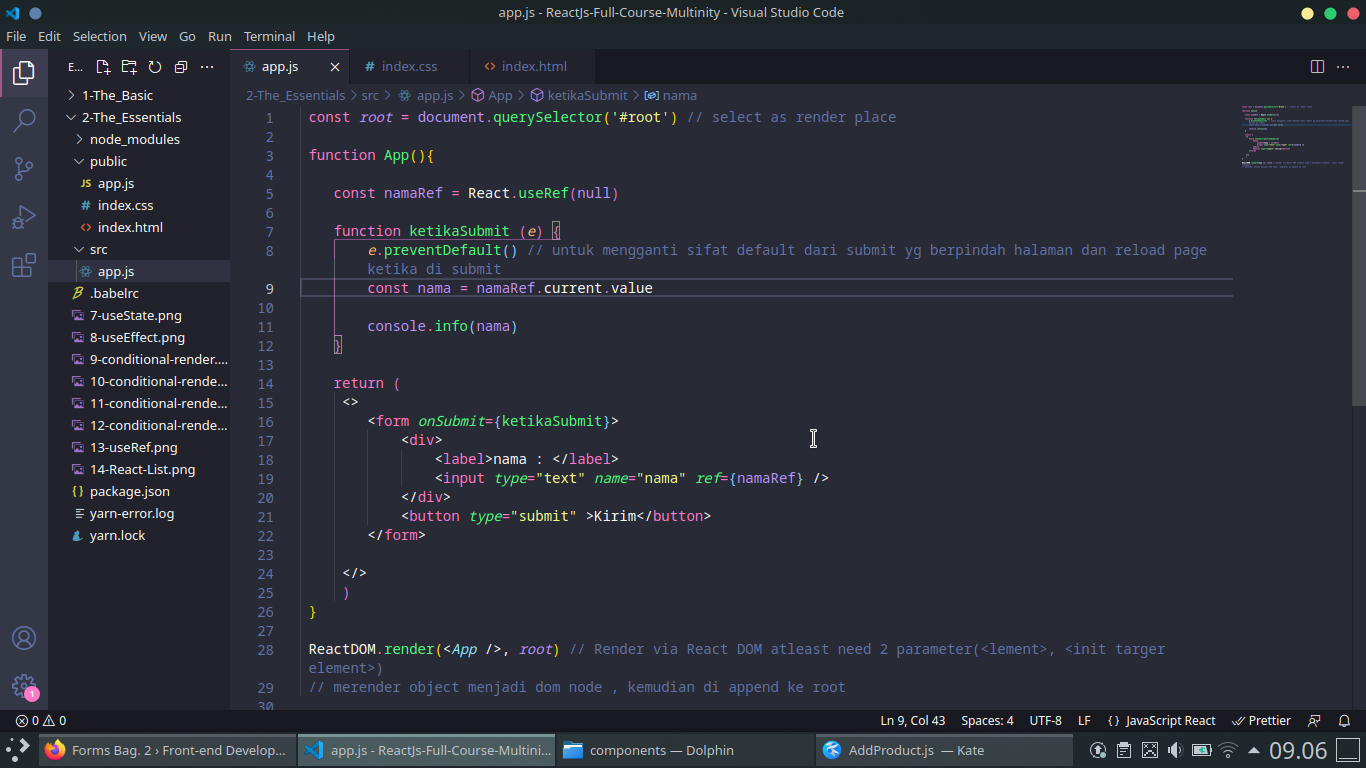 app.js - ReactJs-Full-Course-Multinity - Visual Studio Code
File Edit Selection View Go Run Terminal Help
E...
app.js
index.css
index.html
2-The_Essentials > src > app.js > App > ketikaSubmit > nama
1-The_Basic
2-The_Essentials
node_modules
public
JS app.js
# index.css
<> index.html
src
app.js
.babelrc
7-useState.png
8-useEffect.png
9-conditional-render....
10-conditional-rende...
11-conditional-rende...
12-conditional-rende...
13-useRef.png
14-React-List.png
package.json
yarn-error.log
yarn.lock
1
1 const root = document.querySelector('#root') // select as render place
2
3 function App(){
4
5 const namaRef = React.useRef(null)
6
7 function ketikaSubmit (e) {
8 e.preventDefault() // untuk mengganti sifat default dari submit yg berpindah halaman dan reload page
ketika di submit
9 const nama = namaRef.current.value
10
11 console.info(nama)
12 }
13
14 return (
15 <>
16 <form onSubmit={ketikaSubmit}>
17 <div>
18 <label>nama : </label>
19 <input type="text" name="nama" ref={namaRef} />
20 </div>
21 <button type="submit" >Kirim</button>
22 </form>
23
24 </>
25 )
26 }
27
28 ReactDOM.render(<App />, root) // Render via React DOM atleast need 2 parameter(<lement>, <init targer
element>)
29 // merender object menjadi dom node , kemudian di append ke root
30
0 0
Ln 9, Col 43 Spaces: 4 UTF-8 LF {} JavaScript React Prettier
Forms Bag. 2 › Front-end Develop...
app.js - ReactJs-Full-Course-Multini...
components — Dolphin
AddProduct.js — Kate
09.06